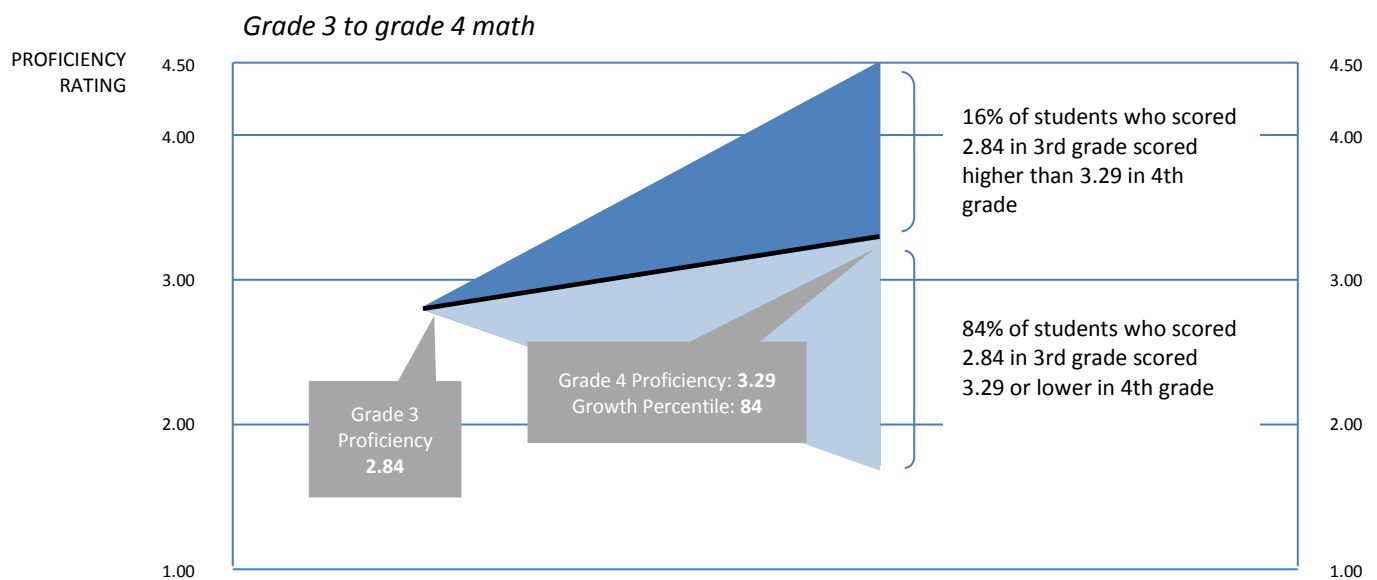 Grade 3 to grade 4 math
PROFICIENCY
RATING
4.50
4.00
3.00
2.00
1.00
16% of students who scored
2.84 in 3rd grade scored
higher than 3.29 in 4th
grade
84% of students who scored
2.84 in 3rd grade scored
3.29 or lower in 4th grade
Grade 4 Proficiency: 3.29
Growth Percentile: 84
Grade 3
Proficiency
2.84
4.50
4.00
3.00
2.00
1.00